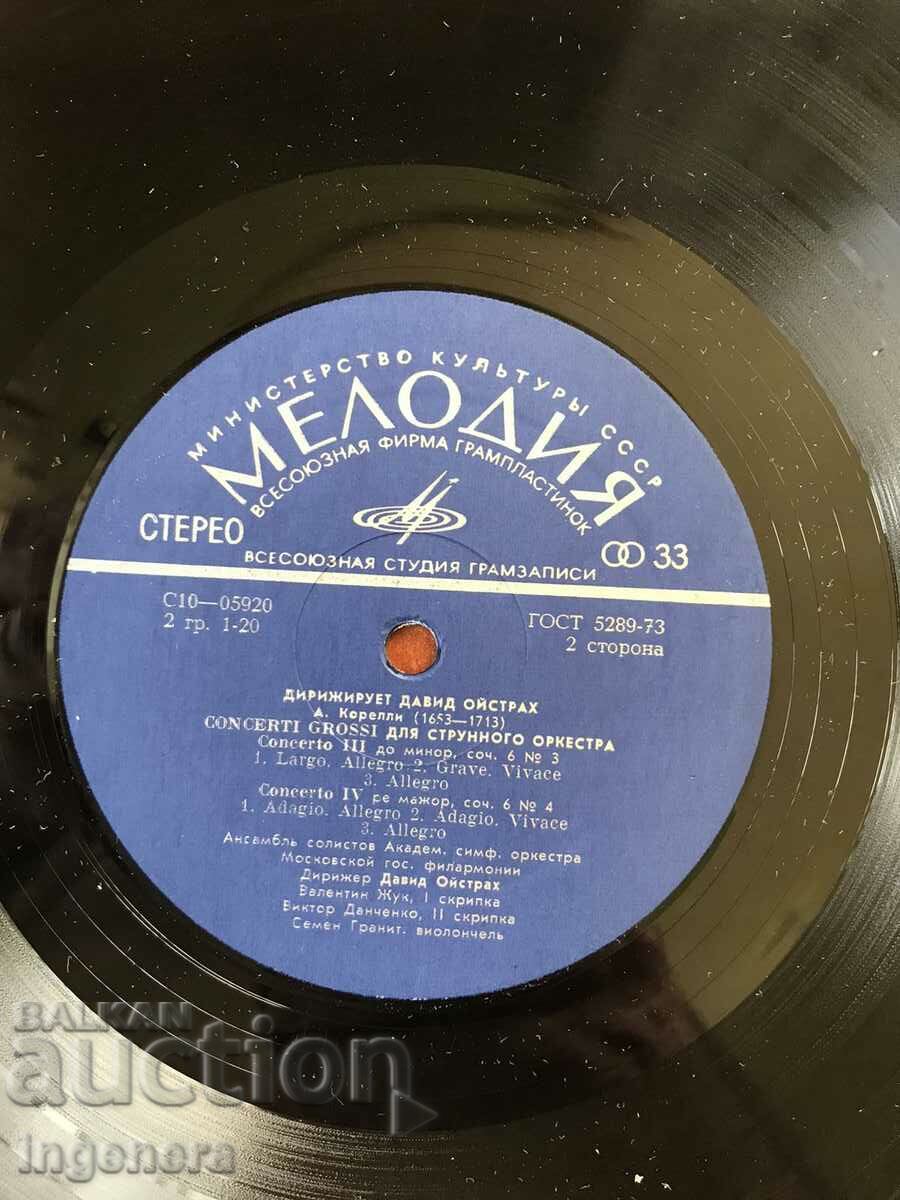 МИНИСТЕРСТВО КУЛЬТУРЫ СССР
МЕЛОДИЯ
ВСЕСОЮЗНАЯ ФИРМА ГРАМПЛАСТИНОК
СТЕРЕО
33
ВСЕСОЮЗНАЯ СТУДИЯ ГРАМЗАПИСИ
С10—05920
ГОСТ 5289-73
2 гр. 1-20
2 сторона
ДИРИЖИРУЕТ ДАВИД ОЙСТРАХ
А. Корелли (1653—1713)
CONCERTI GROSSI ДЛЯ СТРУННОГО ОРКЕСТРА
Concerto III до минор, соч. 6 № 3
1. Largo. Allegro 2. Grave. Vivace
3. Allegro
Concerto IV ре мажор, соч. 6 № 4
1. Adagio. Allegro 2. Adagio. Vivace
3. Allegro
Ансамбль солистов Академ. симф. оркестра
Московской гос. филармонии
Дирижер Давид Ойстрах
Валентин Жук, I скрипка
Виктор Данченко, II скрипка
Семен Гранит. виолончель
BALKAN
auction
Ingenera